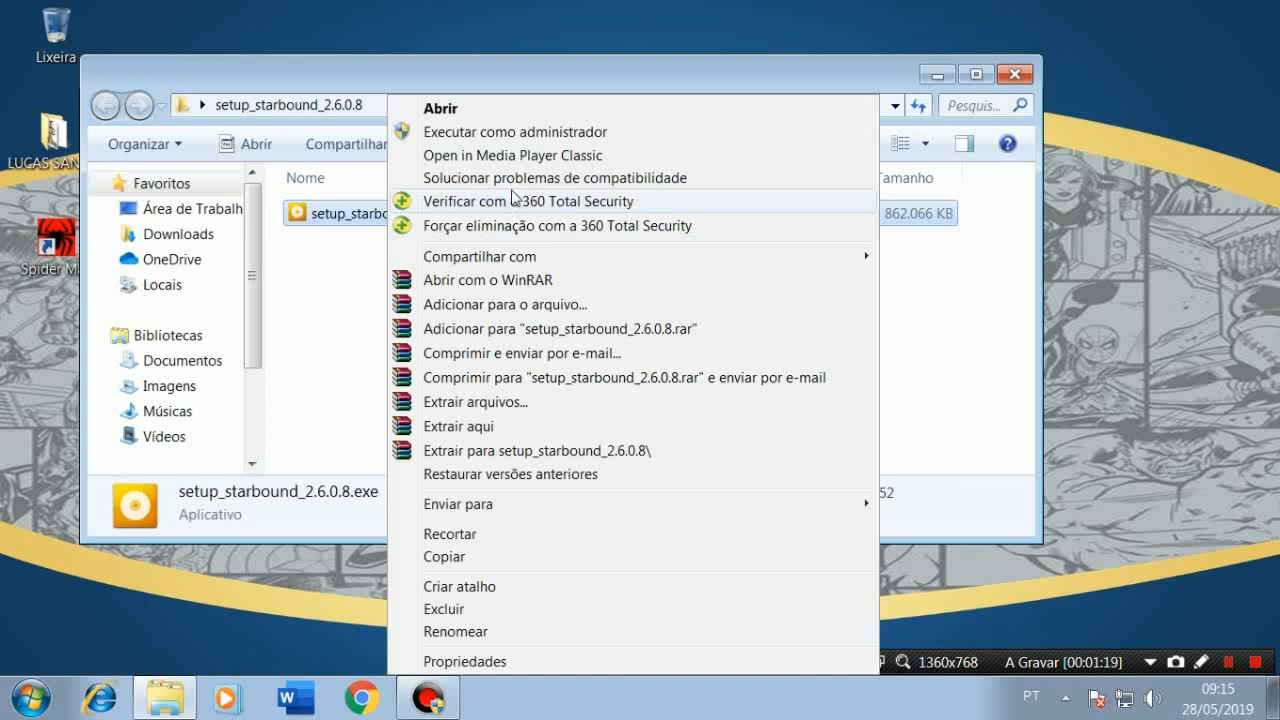 Lixeira
LUCAS SAN
Spider Ma
setup_starbound_2.6.0.8
Pesquis...
Organizar
Abrir
Compartilhar
Favoritos
Área de Trabalh
Downloads
OneDrive
Locais
Bibliotecas
Documentos
Imagens
Músicas
Vídeos
Nome
Tamanho
setup_starbo
862.066 KB
setup_starbound_2.6.0.8.exe
Aplicativo
52
Abrir
Executar como administrador
Open in Media Player Classic
Solucionar problemas de compatibilidade
Verificar com a 360 Total Security
Forçar eliminação com a 360 Total Security
Compartilhar com
Abrir com o WinRAR
Adicionar para o arquivo...
Adicionar para "setup_starbound_2.6.0.8.rar"
Comprimir e enviar por e-mail...
Comprimir para "setup_starbound_2.6.0.8.rar" e enviar por e-mail
Extrair arquivos...
Extrair aqui
Extrair para setup_starbound_2.6.0.8\
Restaurar versões anteriores
Enviar para
Recortar
Copiar
Criar atalho
Excluir
Renomear
Propriedades
1360x768
A Gravar [00:01:19]
PT
09:15
28/05/2019